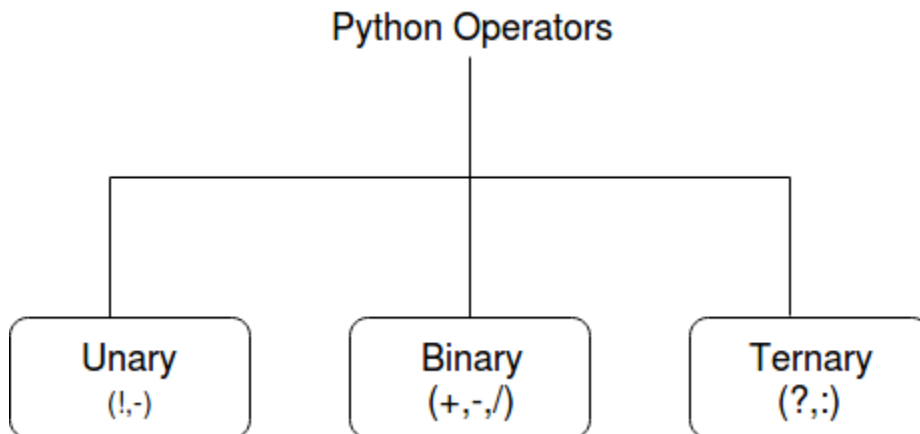 Python Operators
Unary
(!,-)
Binary
(+,-,/)
Ternary
(?,:)